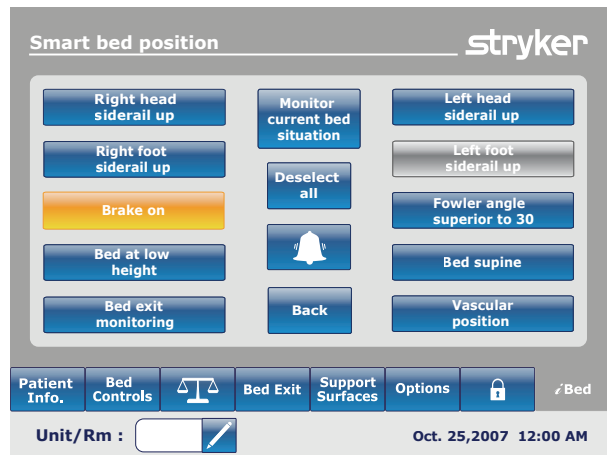 Smart bed position
stryker
Right head
siderail up
Monitor
current bed
situation
Left head
siderail up
Right foot
siderail up
Left foot
siderail up
Deselect
all
Brake on
Fowler angle
superior to 30
Bed at low
height
Bed supine
Bed exit
monitoring
Back
Vascular
position
Patient
Info.
Bed
Controls
Bed Exit
Support
Surfaces
Options
iBed
Unit/Rm :
Oct. 25,2007 12:00 AM